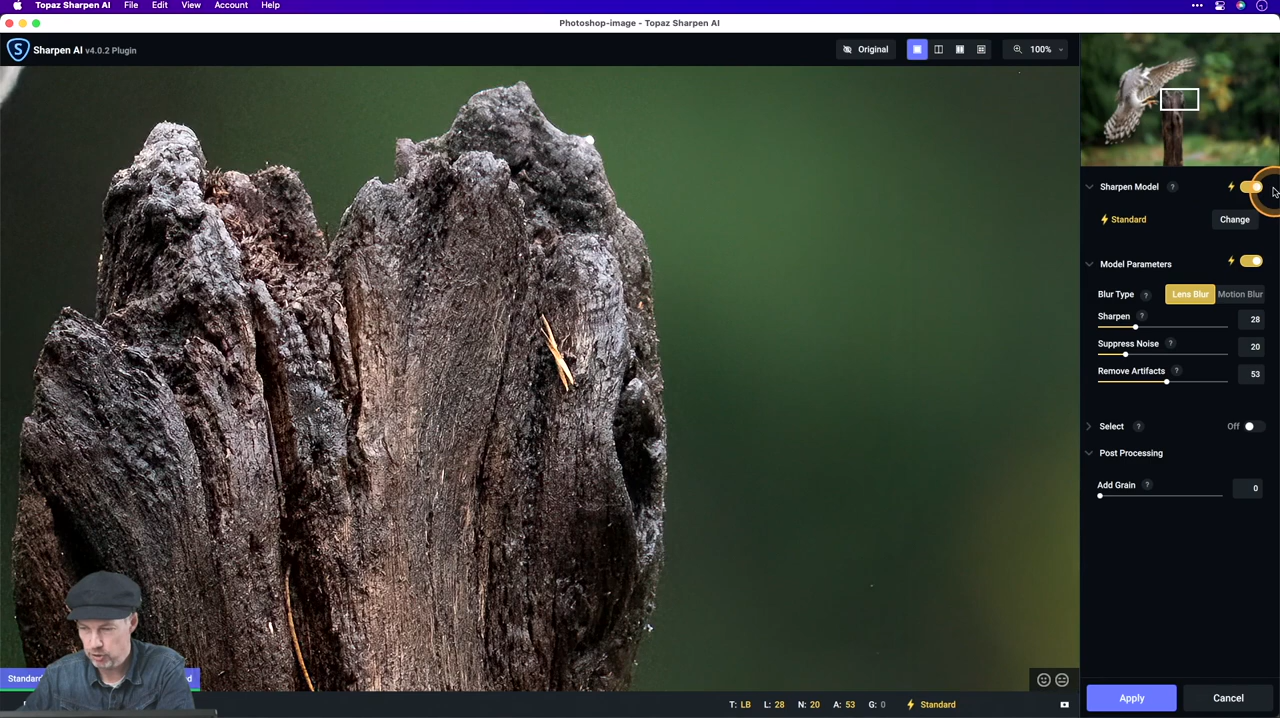 Topaz Sharpen AI File Edit View Account Help
Photoshop-image - Topaz Sharpen AI
S Sharpen AI v4.0.2 Plugin
Original
100%
Sharpen Model ?
Standard Change
Model Parameters
Blur Type ? Lens Blur Motion Blur
Sharpen ? 28
Suppress Noise ? 20
Remove Artifacts ? 53
Select ? Off
Post Processing
Add Grain ? 0
T: LB L: 28 N: 20 A: 53 G: 0 Standard
Apply Cancel